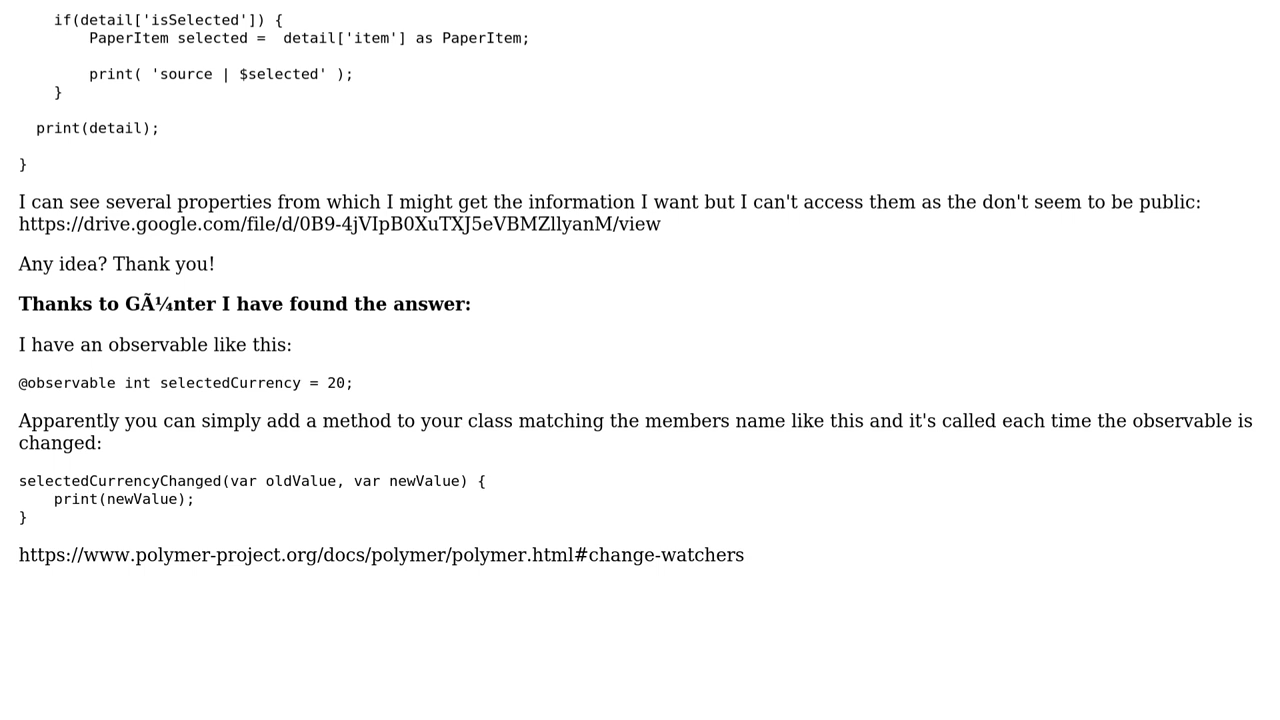 if(detail['isSelected']) {
PaperItem selected =  detail['item'] as PaperItem;
print( 'source | $selected' );
}
print(detail);
}
I can see several properties from which I might get the information I want but I can't access them as the don't seem to be public:
https://drive.google.com/file/d/0B9-4jVIpB0XuTXJ5eVBMZllyanM/view
Any idea? Thank you!
Thanks to GÃ¼nter I have found the answer:
I have an observable like this:
@observable int selectedCurrency = 20;
Apparently you can simply add a method to your class matching the members name like this and it's called each time the observable is
changed:
selectedCurrencyChanged(var oldValue, var newValue) {
print(newValue);
}
https://www.polymer-project.org/docs/polymer/polymer.html#change-watchers